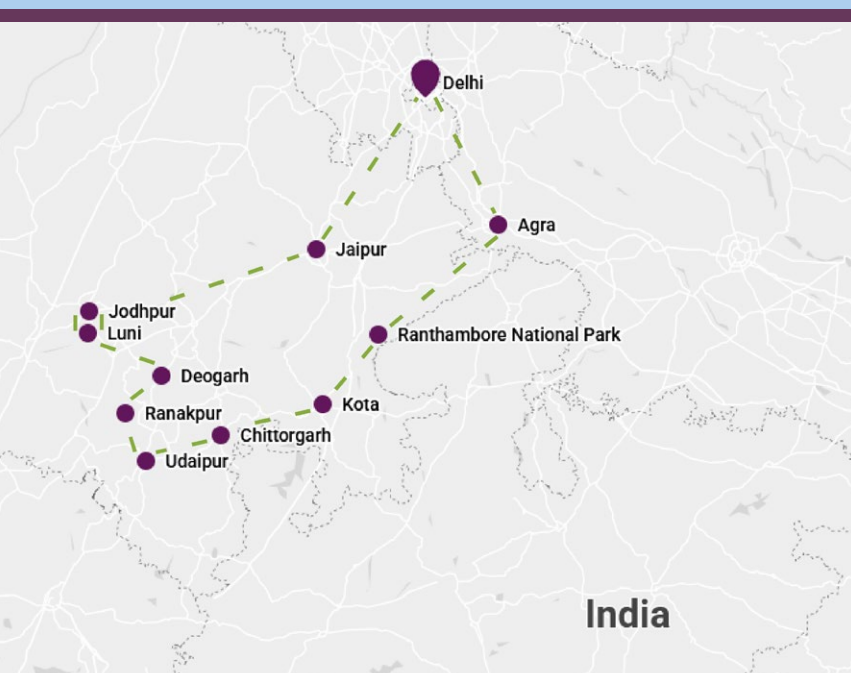 Delhi
Agra
Jaipur
Jodhpur
Luni
Ranthambore National Park
Deogarh
Kota
Ranakpur
Chittorgarh
Udaipur
India